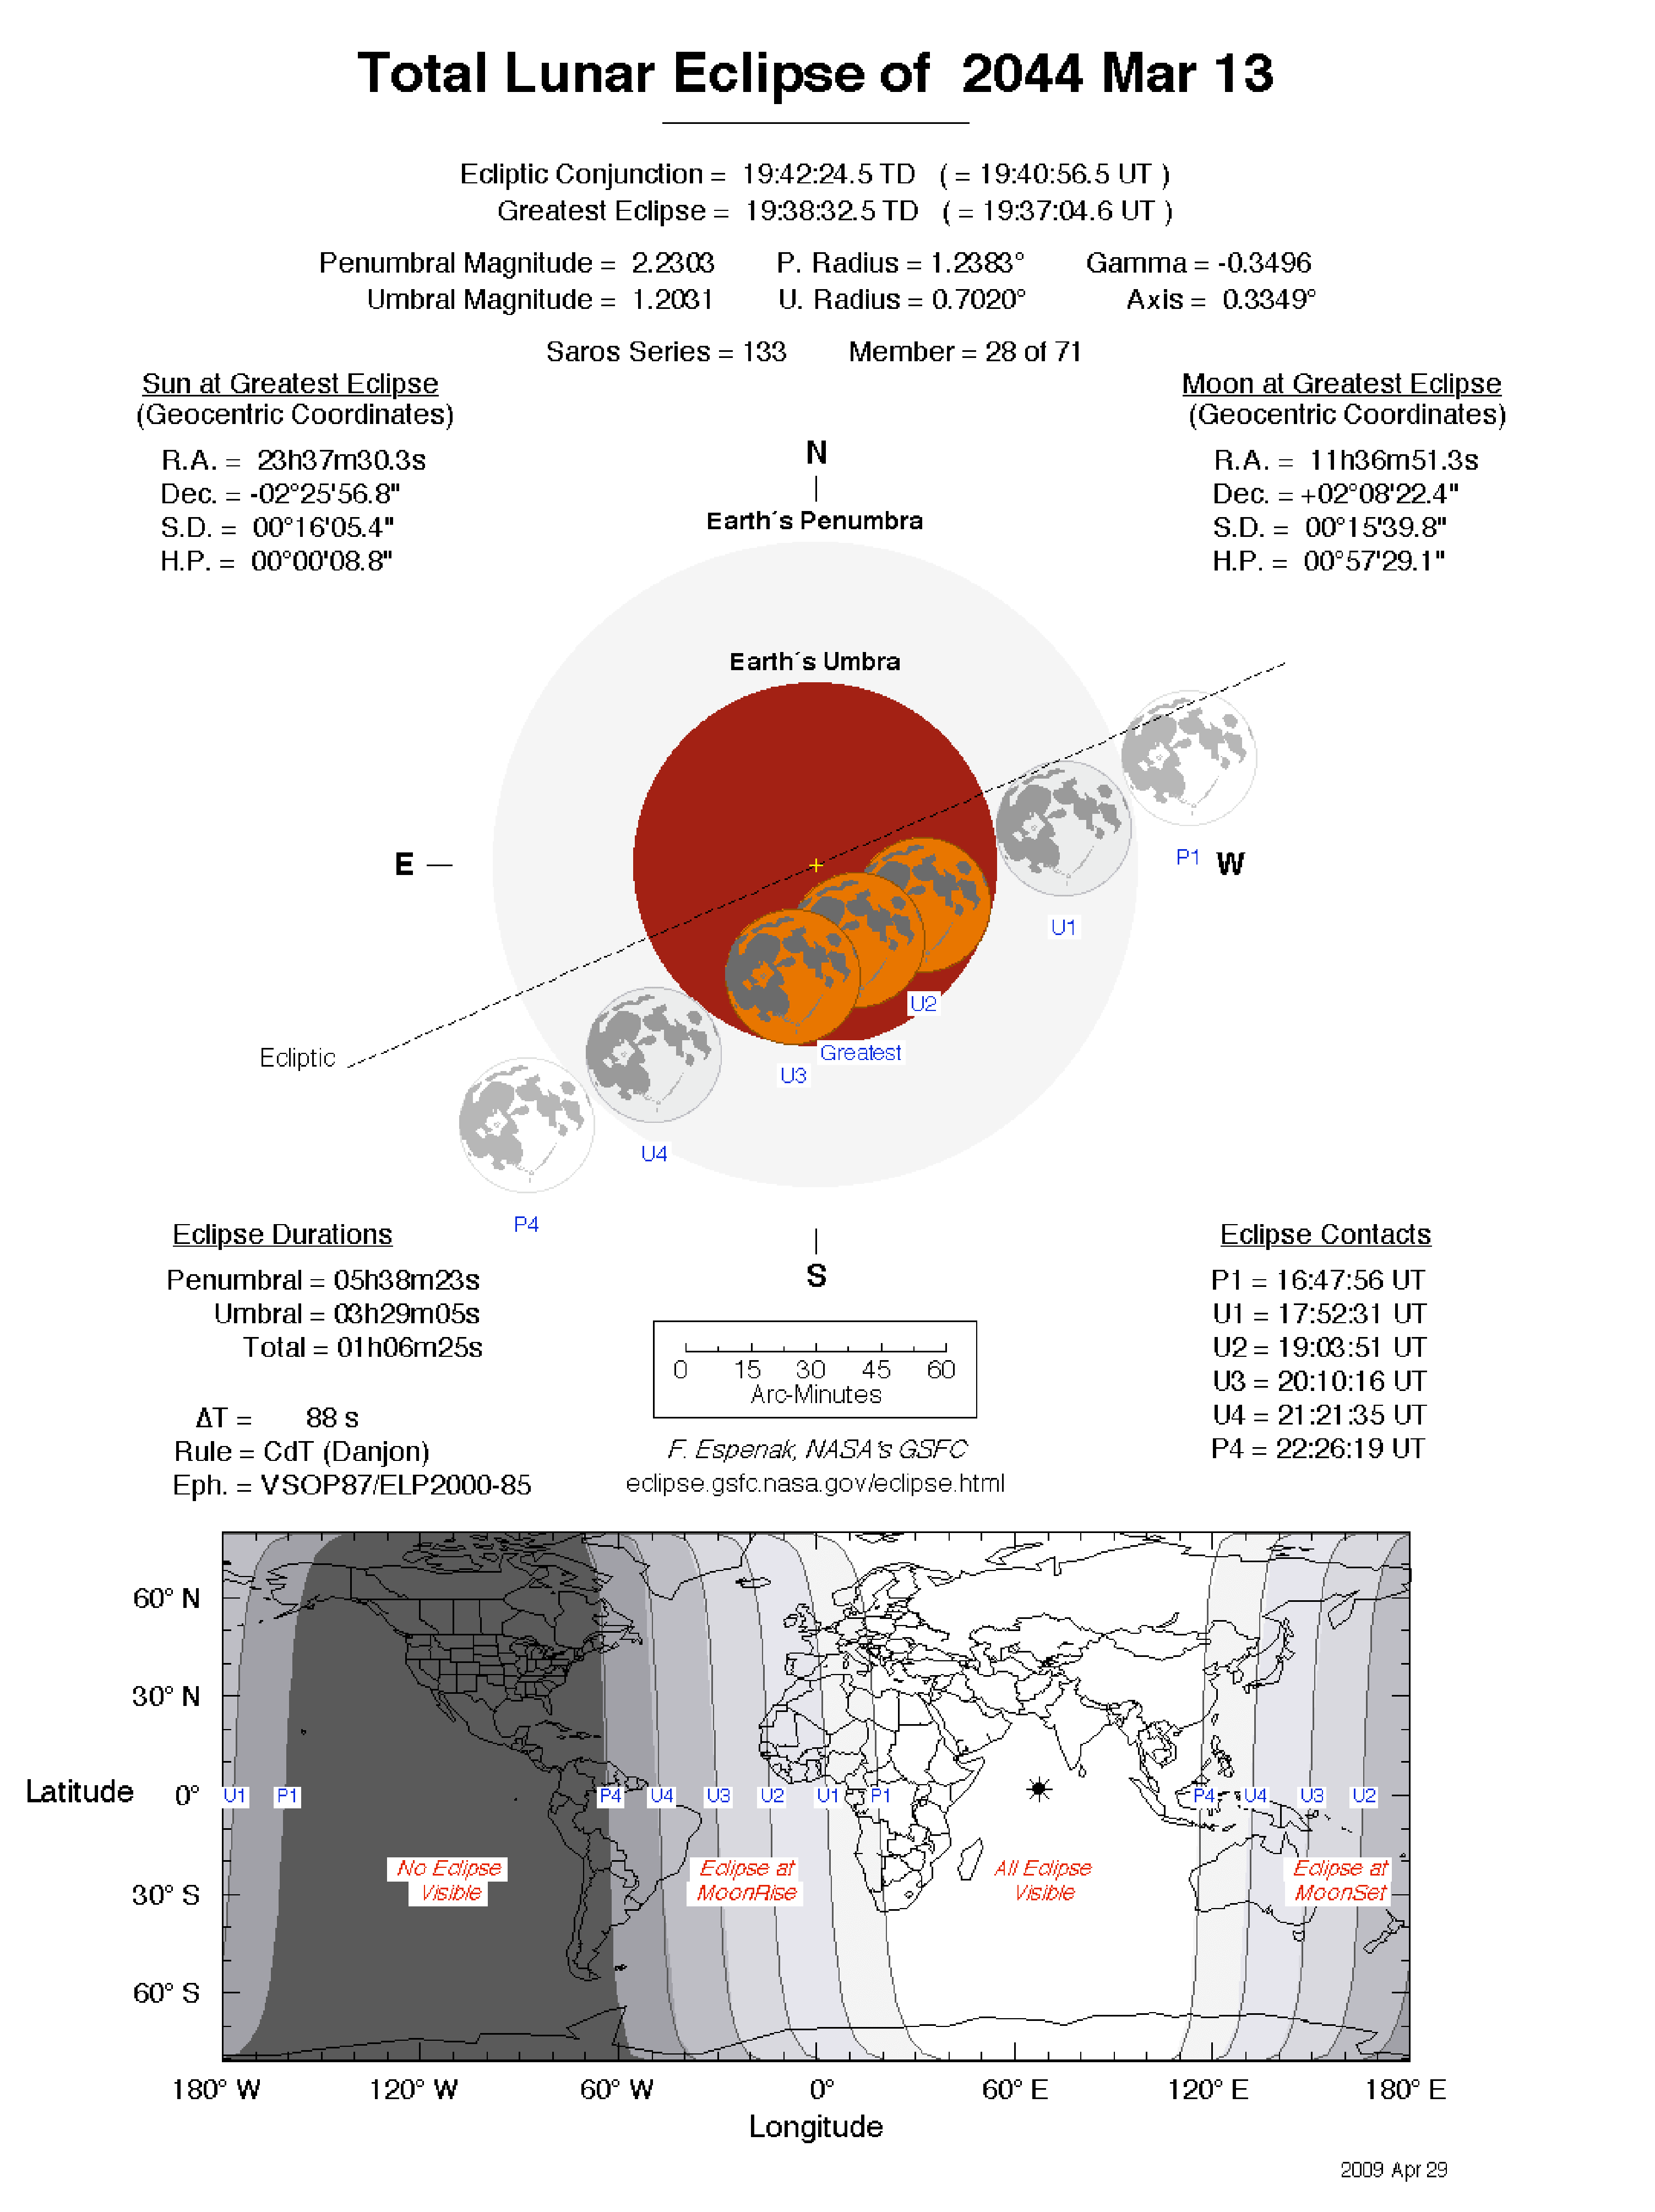 Total Lunar Eclipse of 2044 Mar 13
Ecliptic Conjunction = 19:42:24.5 TD ( = 19:40:56.5 UT )
Greatest Eclipse = 19:38:32.5 TD ( = 19:37:04.6 UT )
Penumbral Magnitude = 2.2303 P. Radius = 1.2383° Gamma = -0.3496
Umbral Magnitude = 1.2031 U. Radius = 0.7020° Axis = 0.3349°
Saros Series = 133 Member = 28 of 71
Sun at Greatest Eclipse
(Geocentric Coordinates)
R.A. = 23h37m30.3s
Dec. = -02°25'56.8"
S.D. = 00°16'05.4"
H.P. = 00°00'08.8"
Moon at Greatest Eclipse
(Geocentric Coordinates)
R.A. = 11h36m51.3s
Dec. = +02°08'22.4"
S.D. = 00°15'39.8"
H.P. = 00°57'29.1"
N
Earth´s Penumbra
Earth´s Umbra
E
P1 W
U1
U2
Ecliptic
Greatest
U3
U4
P4
S
Eclipse Durations
Penumbral = 05h38m23s
Umbral = 03h29m05s
Total = 01h06m25s
ΔT = 88 s
Rule = CdT (Danjon)
Eph. = VSOP87/ELP2000-85
0 15 30 45 60
Arc-Minutes
F. Espenak, NASA's GSFC
eclipse.gsfc.nasa.gov/eclipse.html
Eclipse Contacts
P1 = 16:47:56 UT
U1 = 17:52:31 UT
U2 = 19:03:51 UT
U3 = 20:10:16 UT
U4 = 21:21:35 UT
P4 = 22:26:19 UT
60° N
30° N
Latitude 0° U1 P1 P4 U4 U3 U2 U1 P1 P4 U4 U3 U2
No Eclipse
Visible
Eclipse at
MoonRise
All Eclipse
Visible
Eclipse at
MoonSet
30° S
60° S
180° W 120° W 60° W 0° 60° E 120° E 180° E
Longitude
2009 Apr 29